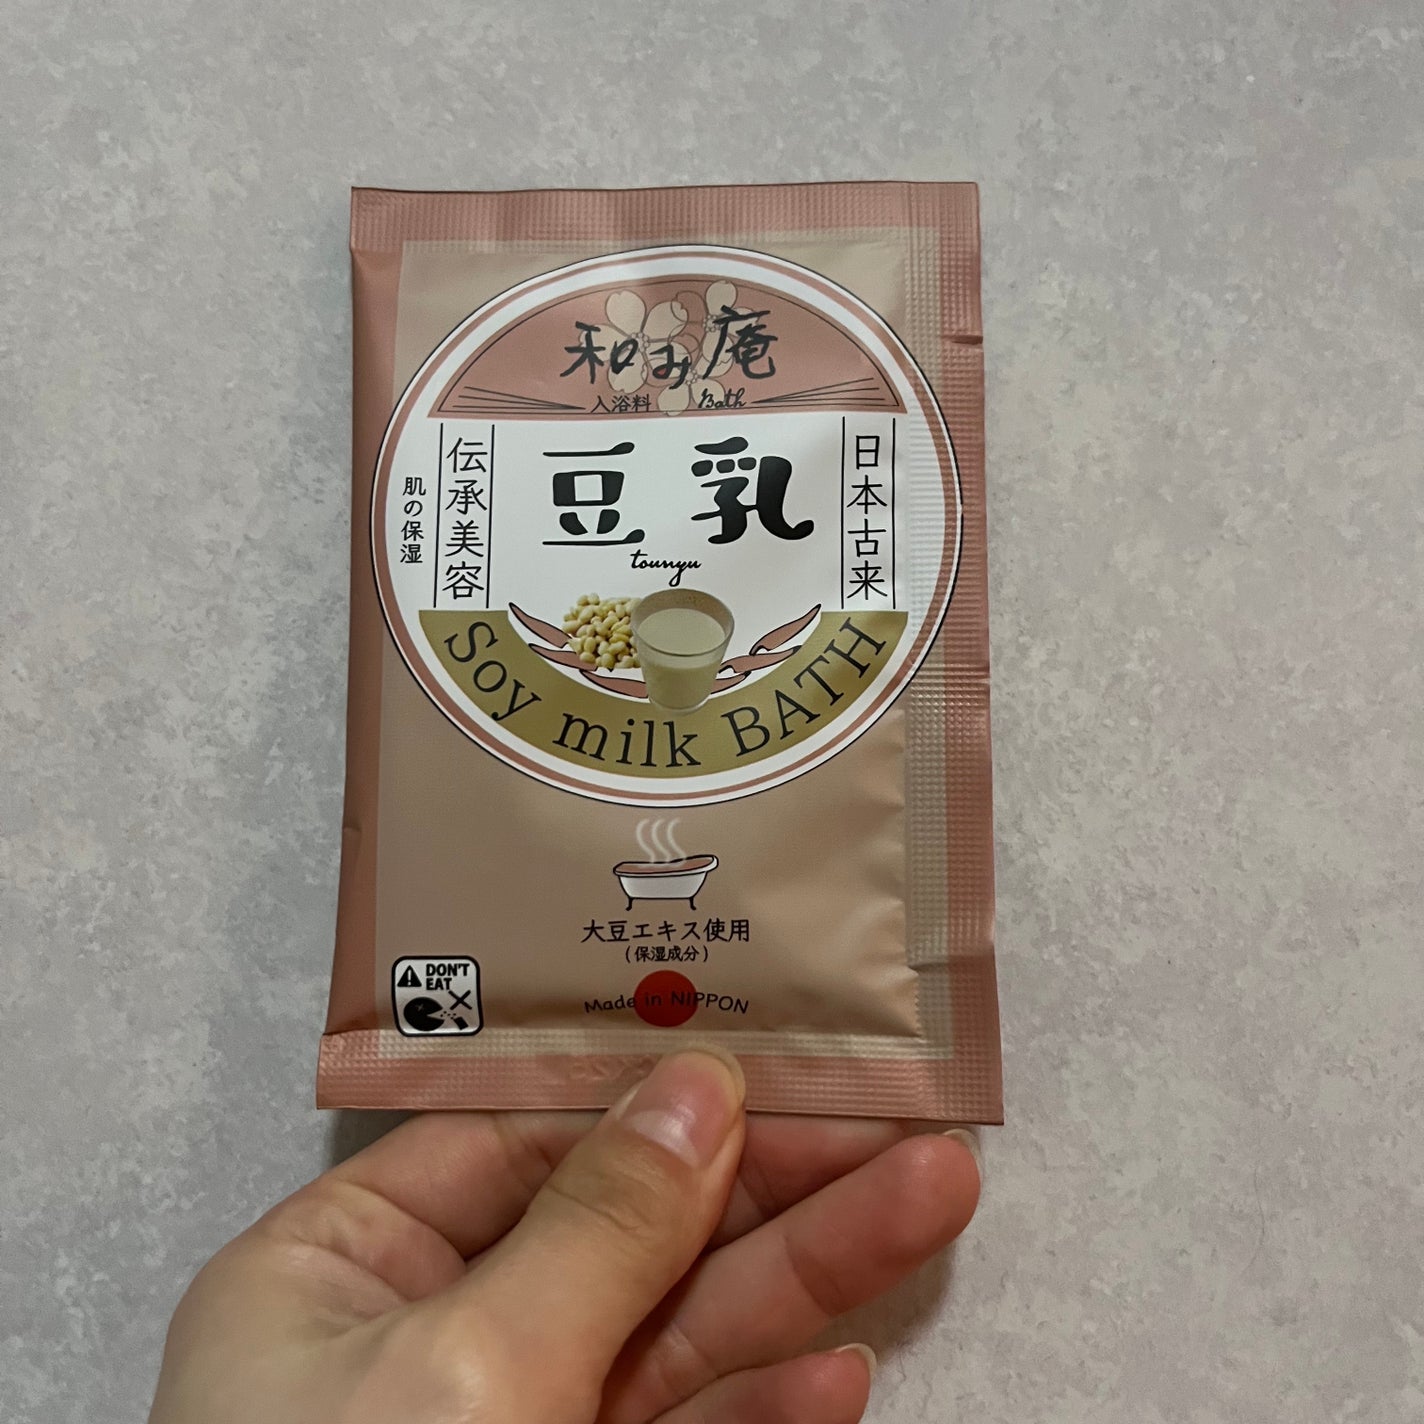 和み庵
入浴料 Bath
日本古来
豆乳
tounyu
伝承美容
肌の保湿
Soy milk BATH
大豆エキス使用
(保湿成分)
Made in NIPPON
DON'T
EAT